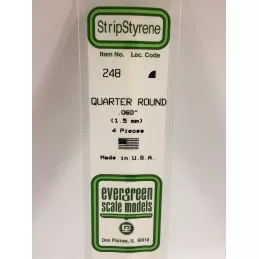 StripStyrene
Item No. Loc. Code
248
QUARTER ROUND
.060"
(1.5 mm)
4 Pieces
Made in U.S.A.
evergreen
scale models
Des Plaines, IL 60018